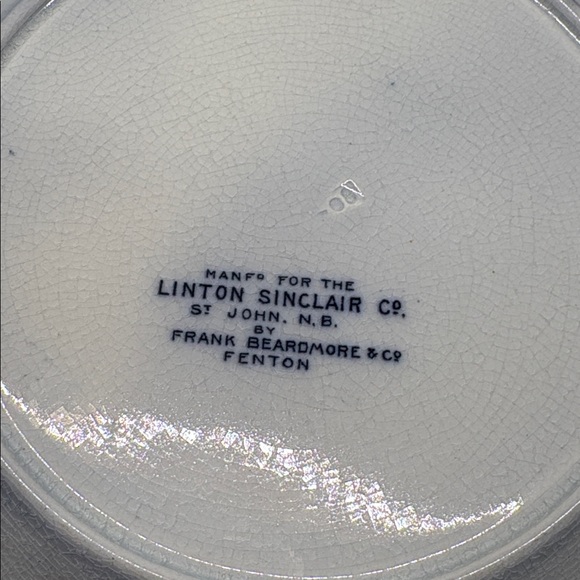 MANFD FOR THE
LINTON SINCLAIR Co.
ST JOHN. N.B.
BY
FRANK BEARDMORE & Co
FENTON